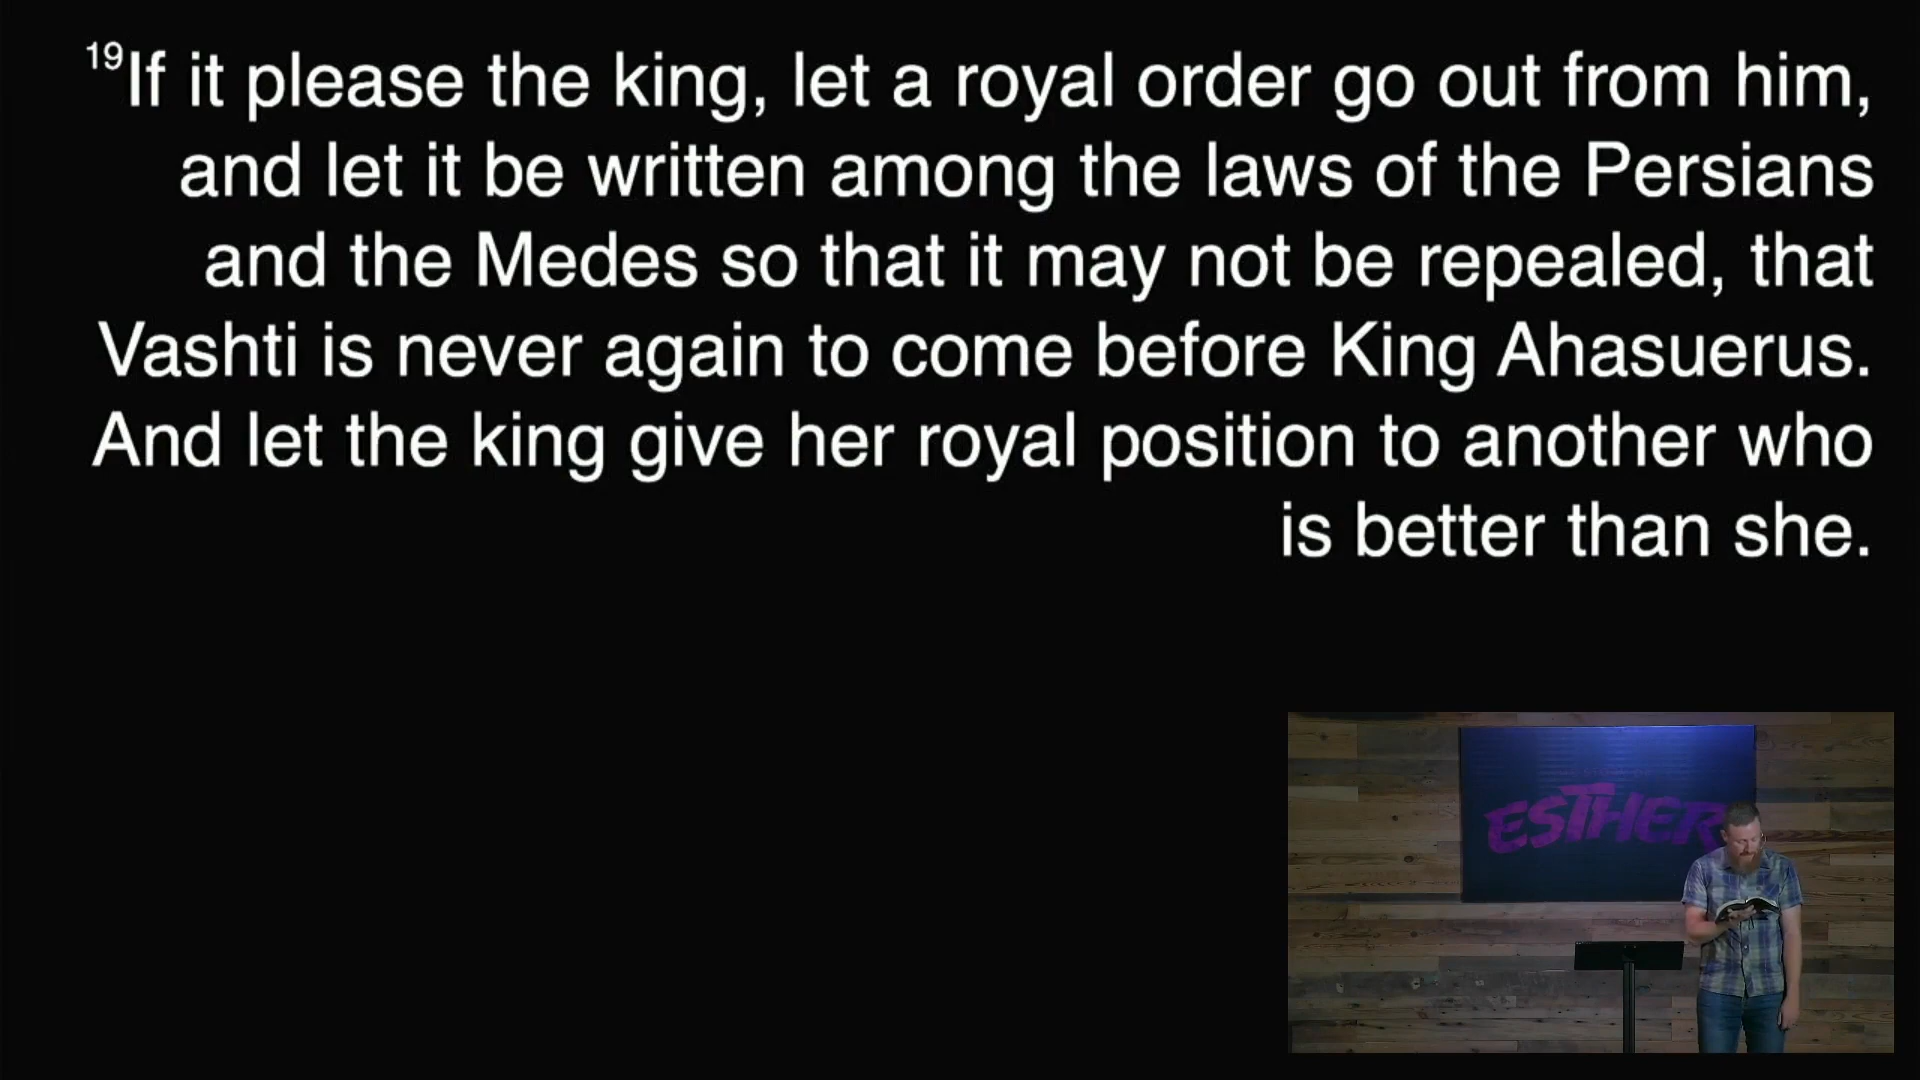 19If it please the king, let a royal order go out from him,
and let it be written among the laws of the Persians
and the Medes so that it may not be repealed, that
Vashti is never again to come before King Ahasuerus.
And let the king give her royal position to another who
is better than she.
ESTHER